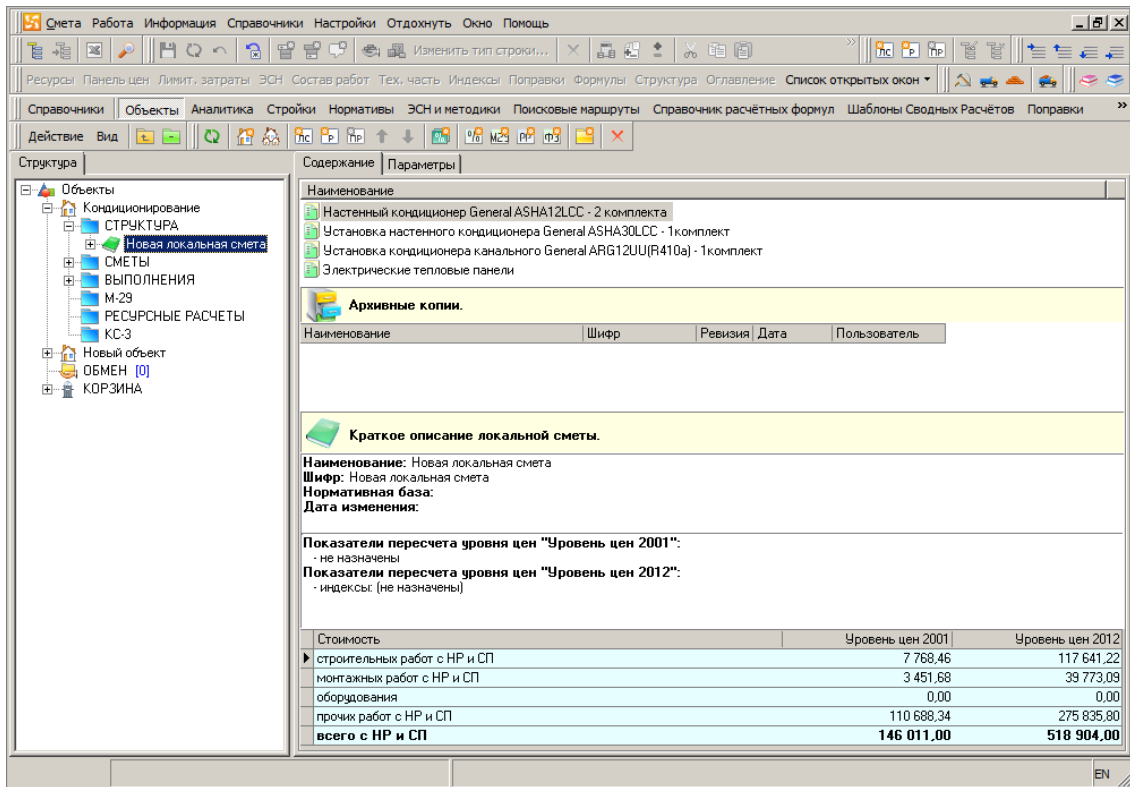 Смета Работа Информация Справочники Настройки Отдохнуть Окно Помощь
Изменить тип строки...
Ресурсы Панель цен Лимит. затраты ЭСН Состав работ Тех. часть Индексы Поправки Формулы Структура Оглавление Список открытых окон
Справочники Объекты Аналитика Стройки Нормативы ЭСН и методики Поисковые маршруты Справочник расчётных формул Шаблоны Сводных Расчётов Поправки
Действие Вид
Структура
Содержание Параметры
Объекты
Кондиционирование
СТРУКТУРА
Новая локальная смета
СМЕТЫ
ВЫПОЛНЕНИЯ
М-29
РЕСУРСНЫЕ РАСЧЕТЫ
КС-3
Новый объект
ОБМЕН [0]
КОРЗИНА
Наименование
Настенный кондиционер General ASHA12LCC - 2 комплекта
Установка настенного кондиционера General ASHA30LCC - 1комплект
Установка кондиционера канального General ARG12UU(R410a) - 1комплект
Электрические тепловые панели
Архивные копии.
Наименование Шифр Ревизия Дата Пользователь
Краткое описание локальной сметы.
Наименование: Новая локальная смета
Шифр: Новая локальная смета
Нормативная база:
Дата изменения:
Показатели пересчета уровня цен "Уровень цен 2001":
- не назначены
Показатели пересчета уровня цен "Уровень цен 2012":
- индексы: (не назначены)
Стоимость Уровень цен 2001 Уровень цен 2012
строительных работ с НР и СП 7 768,46 117 641,22
монтажных работ с НР и СП 3 451,68 39 773,09
оборудования 0,00 0,00
прочих работ с НР и СП 110 688,34 275 835,80
всего с НР и СП 146 011,00 518 904,00
EN